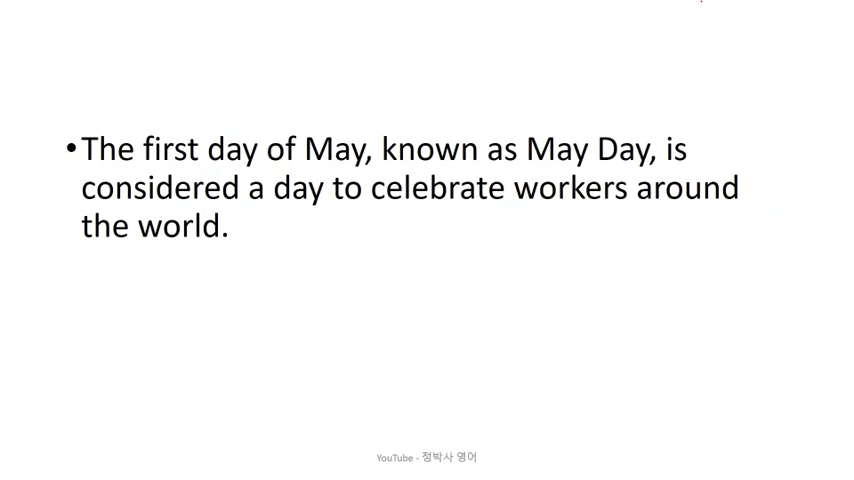 •The first day of May, known as May Day, is
considered a day to celebrate workers around
the world.
YouTube - 정박사 영어